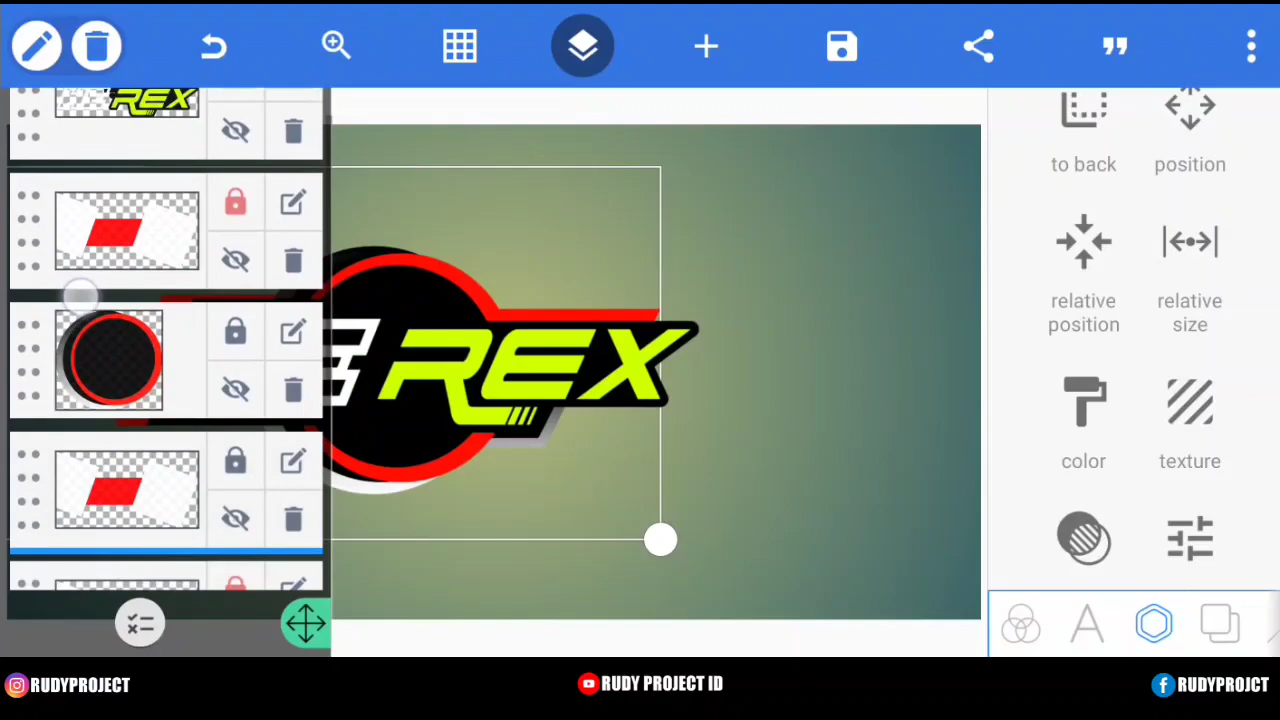 REX
to back
position
REX
relative position
relative size
color
texture
RUDYPROJECT
RUDY PROJECT ID
RUDYPROJCT